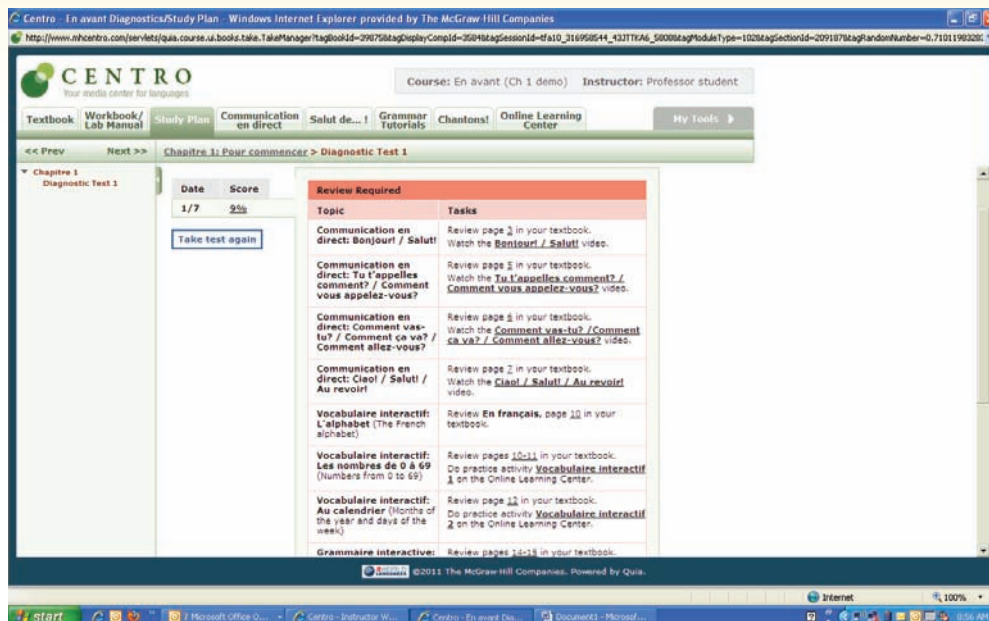 Centro - En avant Diagnostics/Study Plan - Windows Internet Explorer provided by The McGraw-Hill Companies
CENTRO
Your media center for languages
Course: En avant (Ch 1 demo) Instructor: Professor student
Textbook
Workbook/
Lab Manual
Study Plan
Communication
en direct
Salut de... !
Grammar
Tutorials
Chantons!
Online Learning
Center
My Tools
<< Prev Next >> Chapitre 1: Pour commencer > Diagnostic Test 1
Chapitre 1
Diagnostic Test 1
Date Score
1/7 9%
Take test again
Review Required
Topic Tasks
Communication en
direct: Bonjour! / Salut!
Review page 3 in your textbook.
Watch the Bonjour! / Salut! video.
Communication en
direct: Tu t'appelles
comment? / Comment
vous appelez-vous?
Review page 5 in your textbook.
Watch the Tu t'appelles comment? /
Comment vous appelez-vous? video.
Communication en
direct: Comment vas-
tu? / Comment ça va? /
Comment allez-vous?
Review page 6 in your textbook.
Watch the Comment vas-tu? /Comment
ça va? / Comment allez-vous? video.
Communication en
direct: Ciao! / Salut! /
Au revoir!
Review page 7 in your textbook.
Watch the Ciao! / Salut! / Au revoir!
video.
Vocabulaire interactif:
L'alphabet (The French
alphabet)
Review En français, page 10 in your
textbook.
Vocabulaire interactif:
Les nombres de 0 à 69
(Numbers from 0 to 69)
Review pages 10-11 in your textbook.
Do practice activity Vocabulaire interactif
1 on the Online Learning Center.
Vocabulaire interactif:
Au calendrier (Months of
the year and days of the
week)
Review page 12 in your textbook.
Do practice activity Vocabulaire interactif
2 on the Online Learning Center.
Grammaire interactive:
Review pages 14-15 in your textbook.
©2011 The McGraw-Hill Companies. Powered by Quia.
Internet 100%
start
7 Microsoft Office O...
Centro - Instructor W...
Centro - En avant Dia...
Document1 - Microsof...
8:56 AM